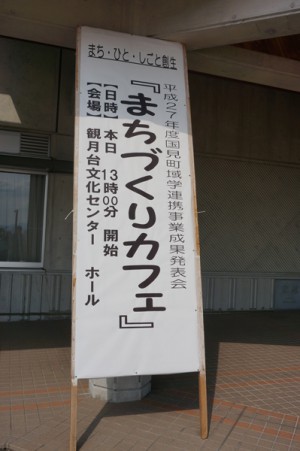 まち・ひと・しごと創生
平成27年度国見町域学連携事業成果発表会
『まちづくりカフェ』
【日時】本日 13時00分 開始
【会場】観月台文化センター ホール